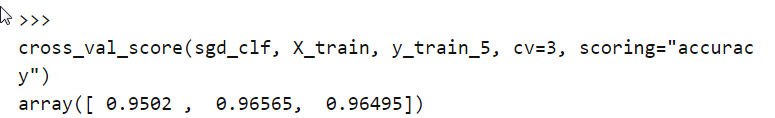 >>>
cross_val_score(sgd_clf, X_train, y_train_5, cv=3, scoring="accurac
y")
array([ 0.9502 ,  0.96565,  0.96495])